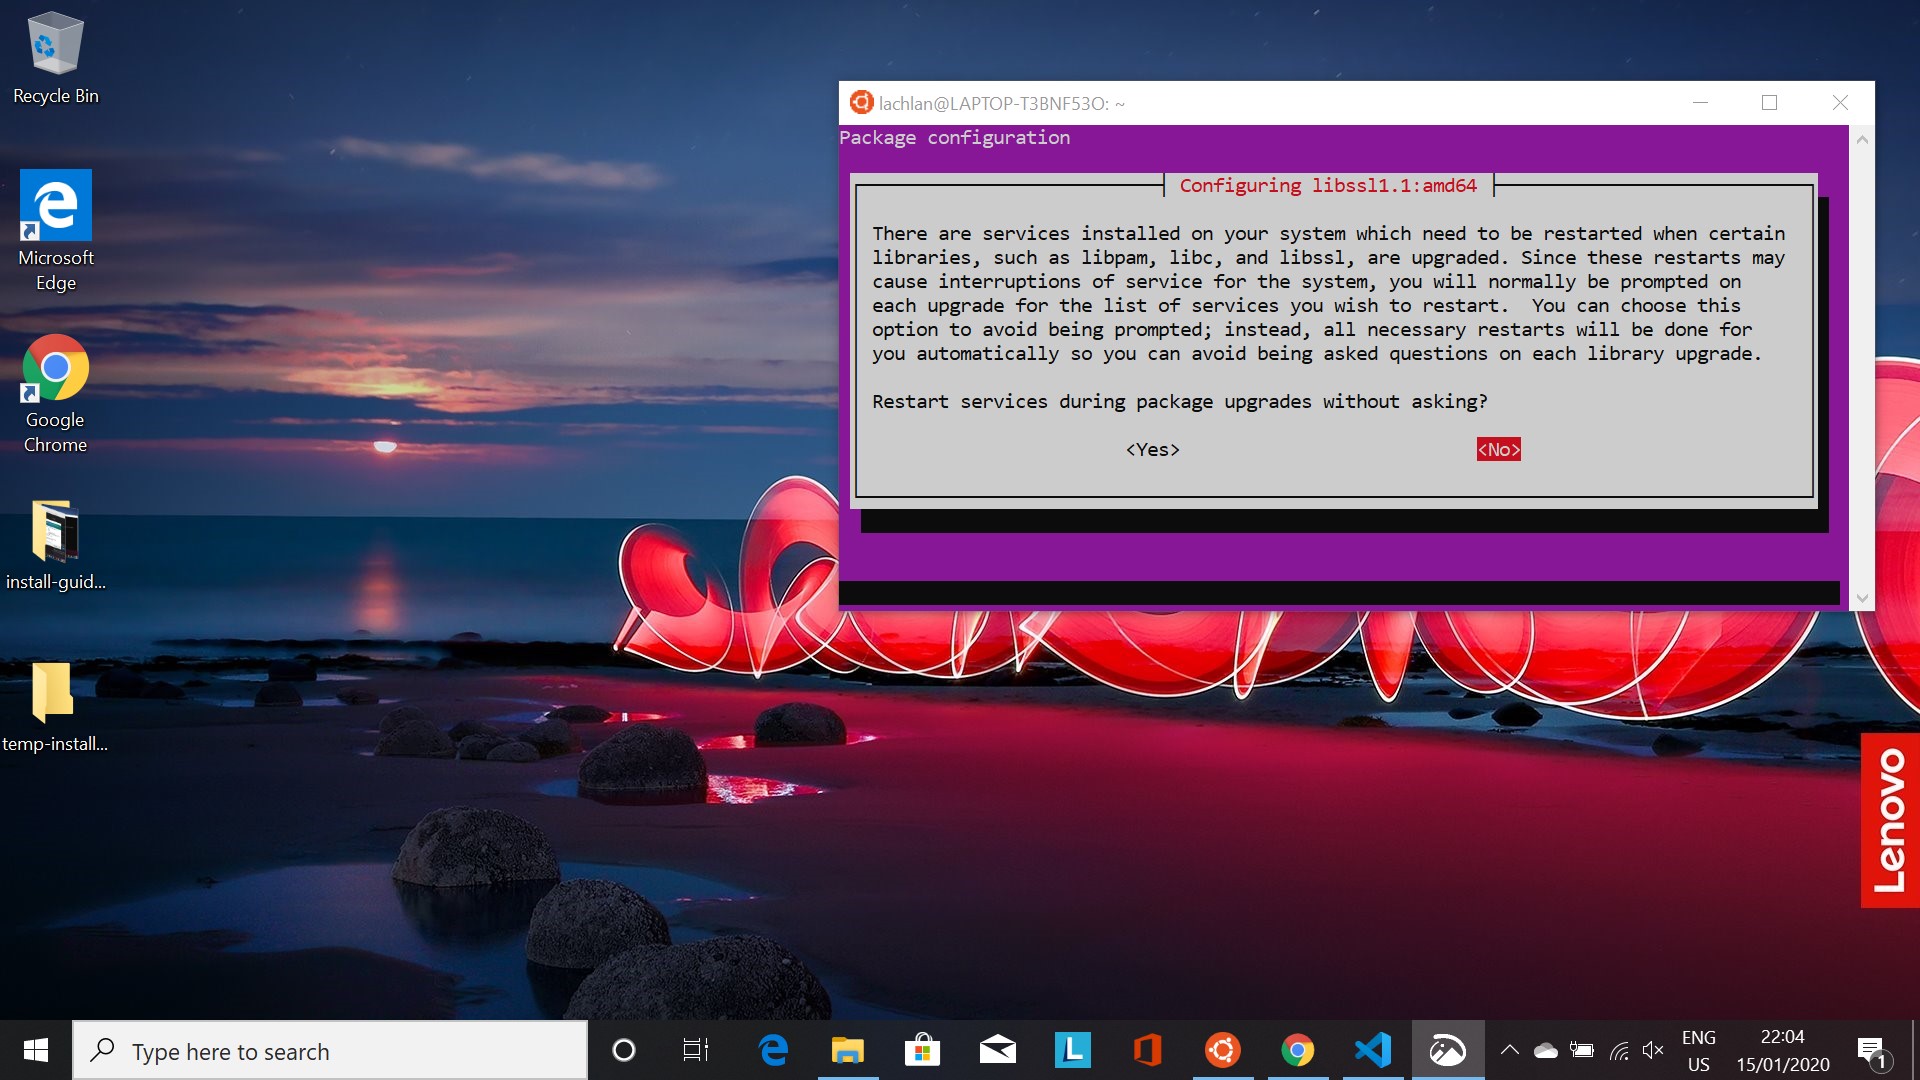 Recycle Bin
Microsoft
Edge
Google
Chrome
install-guid...
temp-install...
lachlan@LAPTOP-T3BNF53O: ~
Package configuration
Configuring libssl1.1:amd64
There are services installed on your system which need to be restarted when certain
libraries, such as libpam, libc, and libssl, are upgraded. Since these restarts may
cause interruptions of service for the system, you will normally be prompted on
each upgrade for the list of services you wish to restart.  You can choose this
option to avoid being prompted; instead, all necessary restarts will be done for
you automatically so you can avoid being asked questions on each library upgrade.
Restart services during package upgrades without asking?
<Yes> <No>
Lenovo
Type here to search
L
ENG
US
22:04
15/01/2020
1